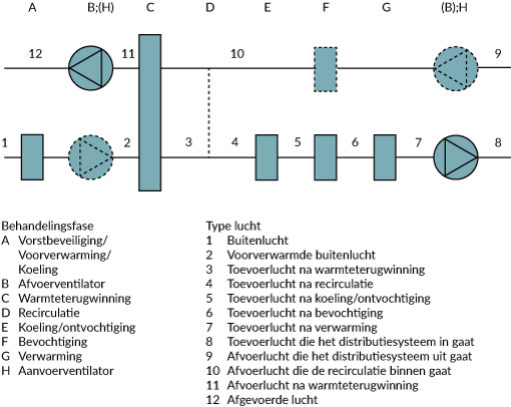 A B;(H) C D E F G (B);H
12 11 10 9
1 2 3 4 5 6 7 8
Behandelingsfase
A Vorstbeveiliging/
Voorverwarming/
Koeling
B Afvoerventilator
C Warmteterugwinning
D Recirculatie
E Koeling/ontvochtiging
F Bevochtiging
G Verwarming
H Aanvoerventilator
Type lucht
1 Buitenlucht
2 Voorverwarmde buitenlucht
3 Toevoerlucht na warmteterugwinning
4 Toevoerlucht na recirculatie
5 Toevoerlucht na koeling/ontvochtiging
6 Toevoerlucht na bevochtiging
7 Toevoerlucht na verwarming
8 Toevoerlucht die het distributiesysteem in gaat
9 Afvoerlucht die het distributiesysteem uit gaat
10 Afvoerlucht die de recirculatie binnen gaat
11 Afvoerlucht na warmteterugwinning
12 Afgevoerde lucht